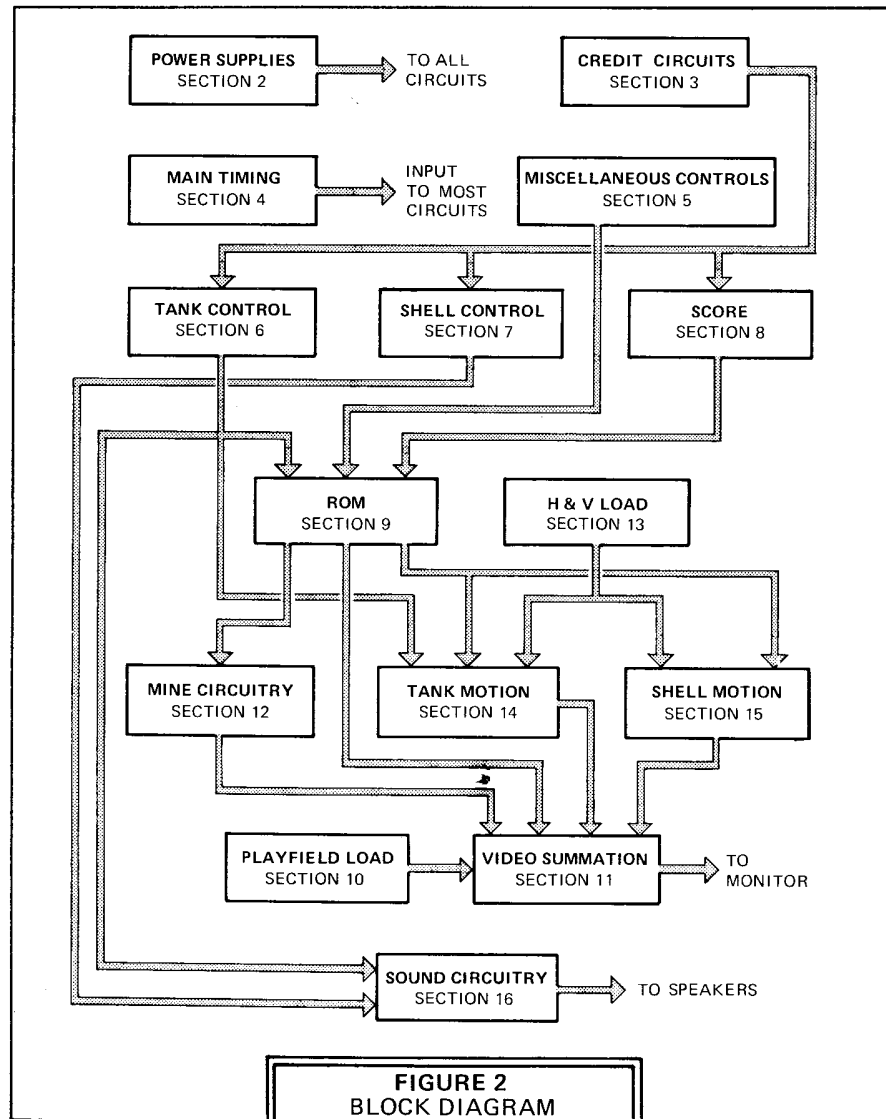 POWER SUPPLIES
SECTION 2
TO ALL
CIRCUITS
CREDIT CIRCUITS
SECTION 3
MAIN TIMING
SECTION 4
INPUT
TO MOST
CIRCUITS
MISCELLANEOUS CONTROLS
SECTION 5
TANK CONTROL
SECTION 6
SHELL CONTROL
SECTION 7
SCORE
SECTION 8
ROM
SECTION 9
H & V LOAD
SECTION 13
MINE CIRCUITRY
SECTION 12
TANK MOTION
SECTION 14
SHELL MOTION
SECTION 15
PLAYFIELD LOAD
SECTION 10
VIDEO SUMMATION
SECTION 11
TO
MONITOR
SOUND CIRCUITRY
SECTION 16
TO SPEAKERS
FIGURE 2
BLOCK DIAGRAM